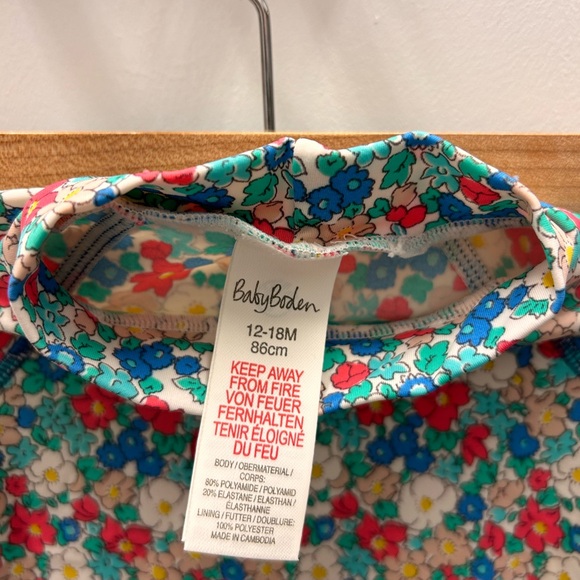 BabyBoden
12-18M
86cm
KEEP AWAY
FROM FIRE
VON FEUER
FERNHALTEN
TENIR ÉLOIGNÉ
DU FEU
BODY / OBERMATERIAL /
CORPS:
80% POLYAMIDE / POLYAMID
20% ELASTANE / ELASTHAN /
ÉLASTHANNE
LINING / FUTTER / DOUBLURE:
100% POLYESTER
MADE IN CAMBODIA